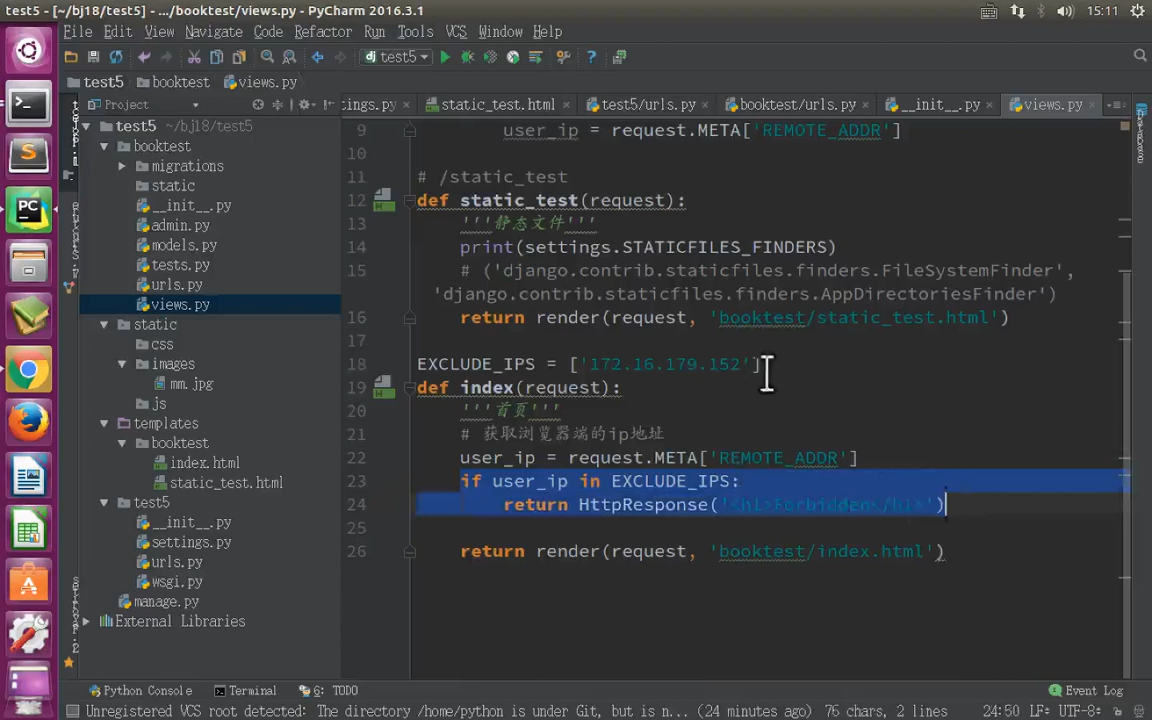 test5 - [~/bj18/test5] - .../booktest/views.py - PyCharm 2016.3.1
15:11
File Edit View Navigate Code Refactor Run Tools VCS Window Help
dj test5
test5 booktest views.py
Project
tings.py static_test.html test5/urls.py booktest/urls.py __init__.py views.py
test5 ~/bj18/test5
booktest
migrations
static
__init__.py
admin.py
models.py
tests.py
urls.py
views.py
static
css
images
mm.jpg
js
templates
booktest
index.html
static_test.html
test5
__init__.py
settings.py
urls.py
wsgi.py
manage.py
External Libraries
9 user_ip = request.META['REMOTE_ADDR']
10
11 # /static_test
12 def static_test(request):
13 '''静态文件'''
14 print(settings.STATICFILES_FINDERS)
15 # ('django.contrib.staticfiles.finders.FileSystemFinder',
'django.contrib.staticfiles.finders.AppDirectoriesFinder')
16 return render(request, 'booktest/static_test.html')
17
18 EXCLUDE_IPS = ['172.16.179.152']
19 def index(request):
20 '''首页'''
21 # 获取浏览器端的ip地址
22 user_ip = request.META['REMOTE_ADDR']
23 if user_ip in EXCLUDE_IPS:
24 return HttpResponse('<h1>Forbidden</h1>')
25
26 return render(request, 'booktest/index.html')
Python Console Terminal 6: TODO Event Log
Unregistered VCS root detected: The directory /home/python is under Git, but is n... (24 minutes ago) 76 chars, 2 lines 24:50 LF÷ UTF-8÷